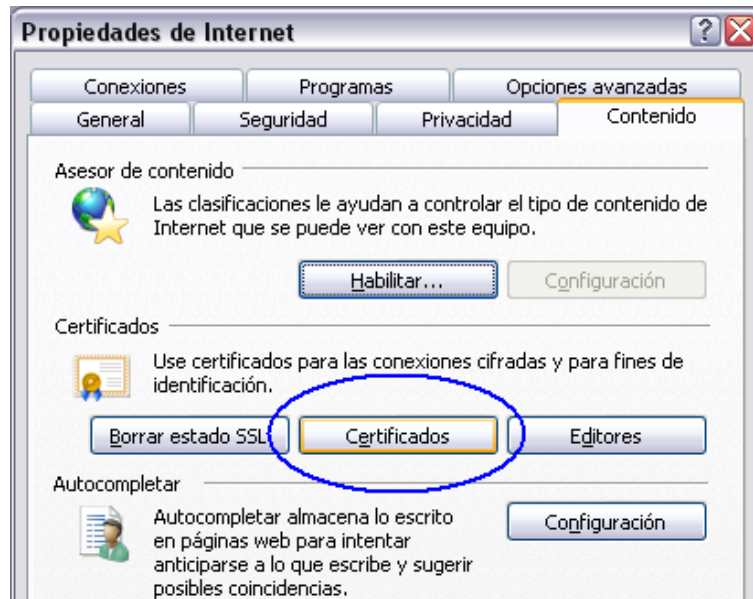 Propiedades de Internet
Conexiones Programas Opciones avanzadas
General Seguridad Privacidad Contenido
Asesor de contenido
Las clasificaciones le ayudan a controlar el tipo de contenido de
Internet que se puede ver con este equipo.
Habilitar... Configuración
Certificados
Use certificados para las conexiones cifradas y para fines de
identificación.
Borrar estado SSL Certificados Editores
Autocompletar
Autocompletar almacena lo escrito
en páginas web para intentar
anticiparse a lo que escribe y sugerir
posibles coincidencias.
Configuración